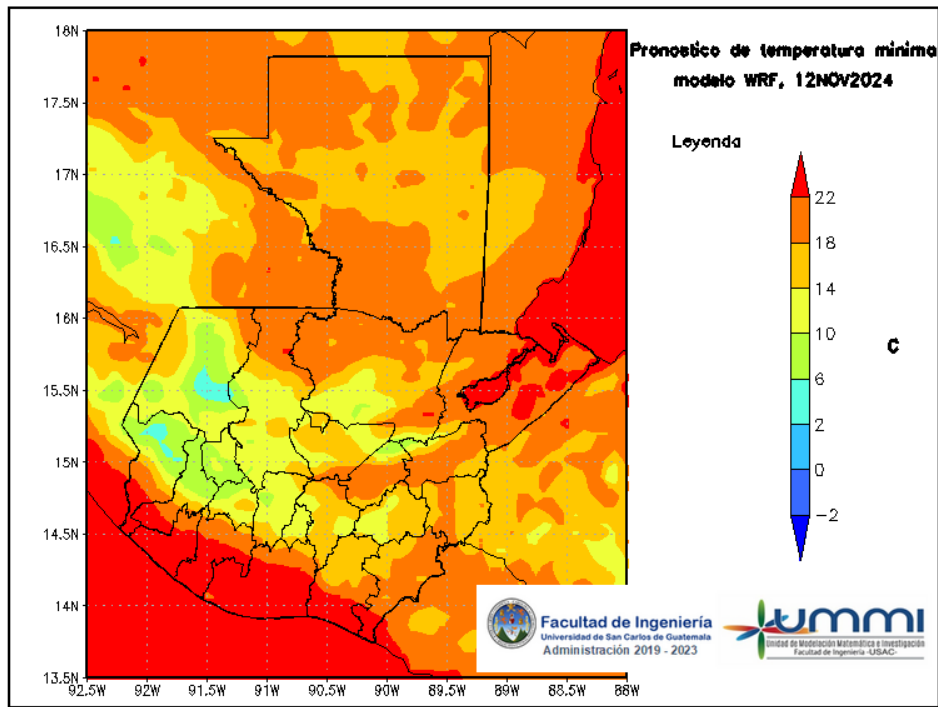 Pronostico de temperatura minima
modelo WRF, 12NOV2024
Leyenda
22
18
14
10
6
2
0
-2
C
18N
17.5N
17N
16.5N
16N
15.5N
15N
14.5N
14N
13.5N
92.5W
92W
91.5W
91W
90.5W
90W
89.5W
89W
88.5W
88W
Facultad de Ingeniería
Universidad de San Carlos de Guatemala
Administración 2019 - 2023
UMMI
Unidad de Modelación Matemática e Investigación
Facultad de Ingeniería -USAC-